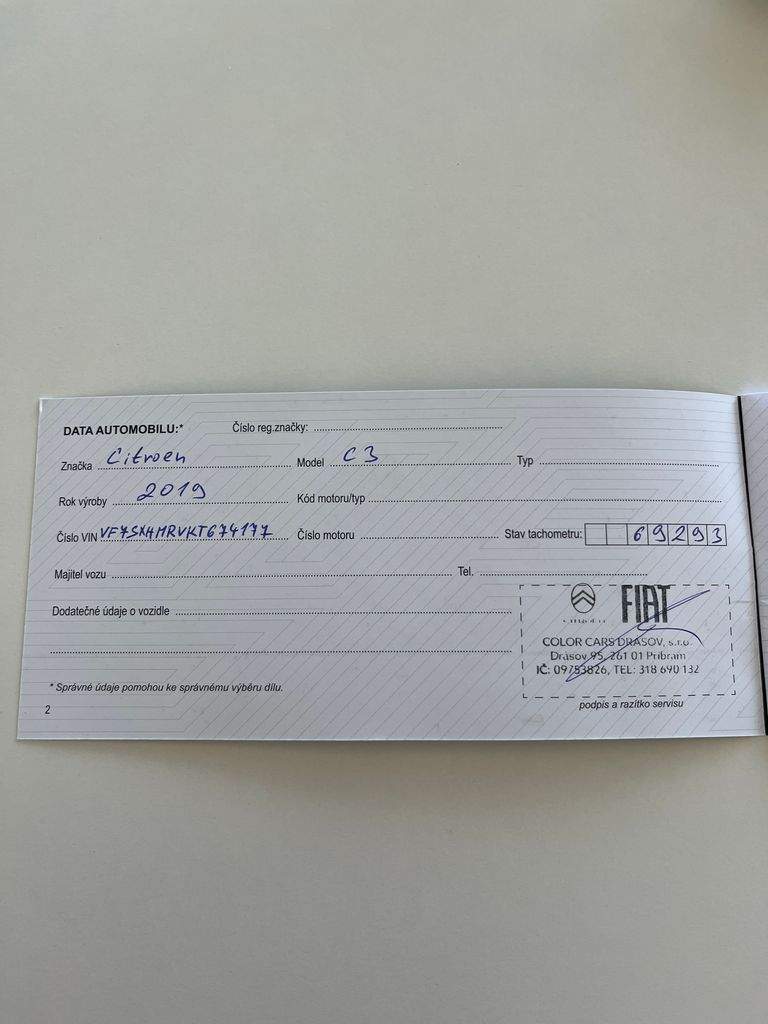 DATA AUTOMOBILU:* Číslo reg.značky:
Značka Citroen Model C3 Typ
Rok výroby 2019 Kód motoru/typ
Číslo VIN VF7SX4MRVKT674177 Číslo motoru Stav tachometru: 69293
Majitel vozu Tel.
Dodatečné údaje o vozidle
FIAT
COLOR CARS DRASOV, s.r.o.
Drásov 95, 261 01 Příbram
IČ: 09753826, TEL: 318 690 132
* Správné údaje pomohou ke správnému výběru dílu.
podpis a razítko servisu
2